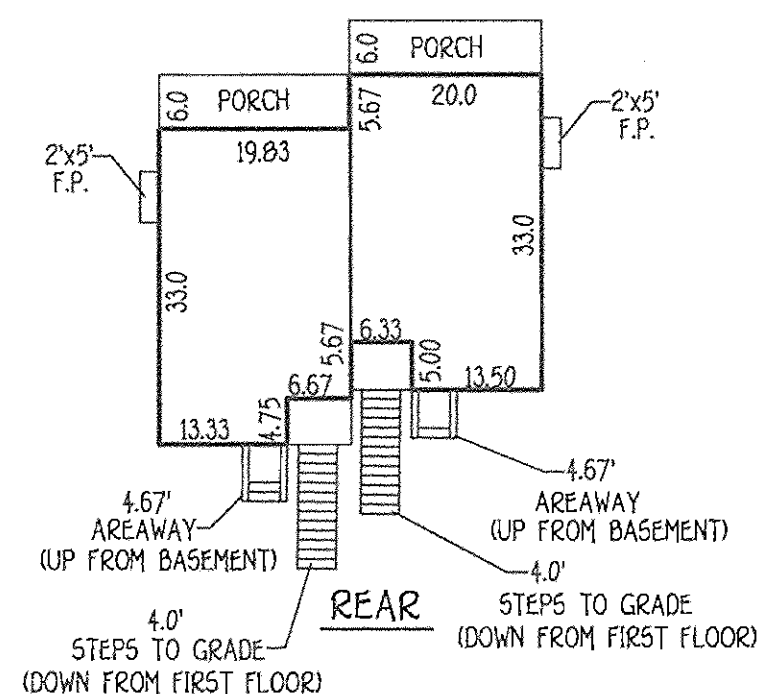 6.0
PORCH
6.0
PORCH
5.67
20.0
2'x5'
F.P.
19.83
2'x5'
F.P.
33.0
33.0
6.33
5.67
5.00
6.67
13.50
13.33
4.75
4.67'
AREAWAY
(UP FROM BASEMENT)
4.67'
AREAWAY
(UP FROM BASEMENT)
4.0'
STEPS TO GRADE
(DOWN FROM FIRST FLOOR)
REAR
4.0'
STEPS TO GRADE
(DOWN FROM FIRST FLOOR)